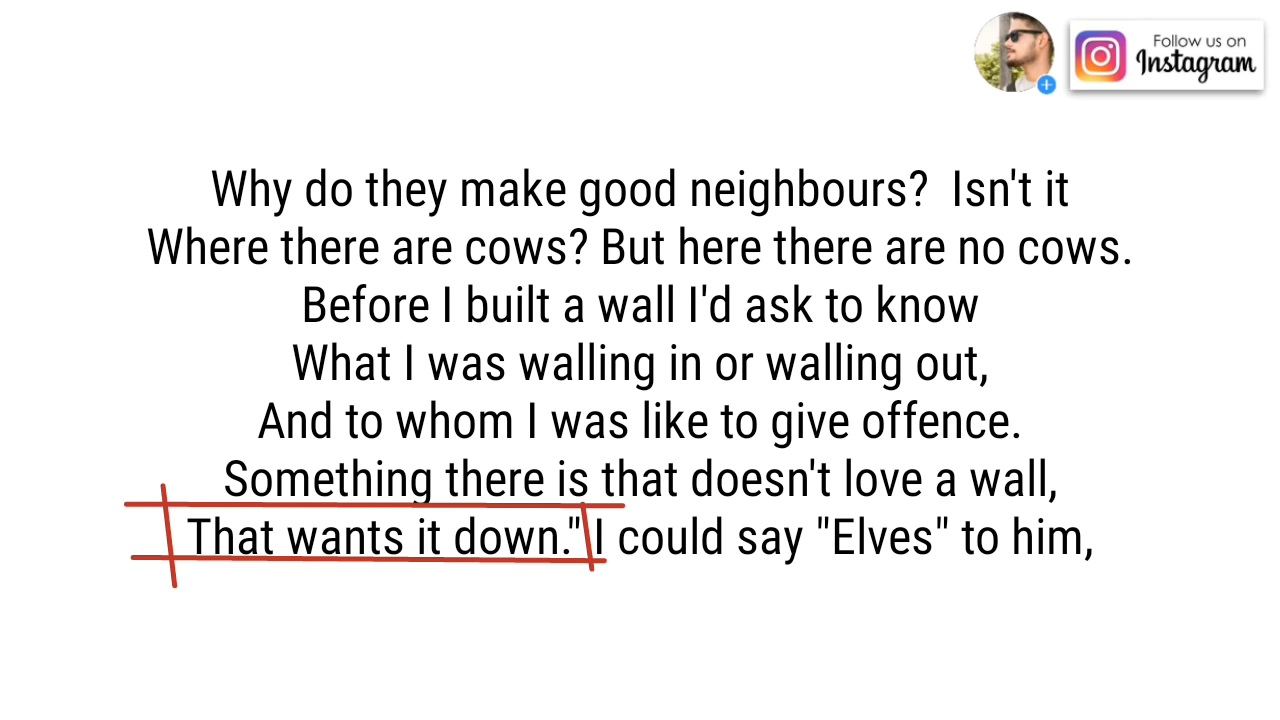 Follow us on
Instagram
Why do they make good neighbours?  Isn't it
Where there are cows? But here there are no cows.
Before I built a wall I'd ask to know
What I was walling in or walling out,
And to whom I was like to give offence.
Something there is that doesn't love a wall,
That wants it down." I could say "Elves" to him,